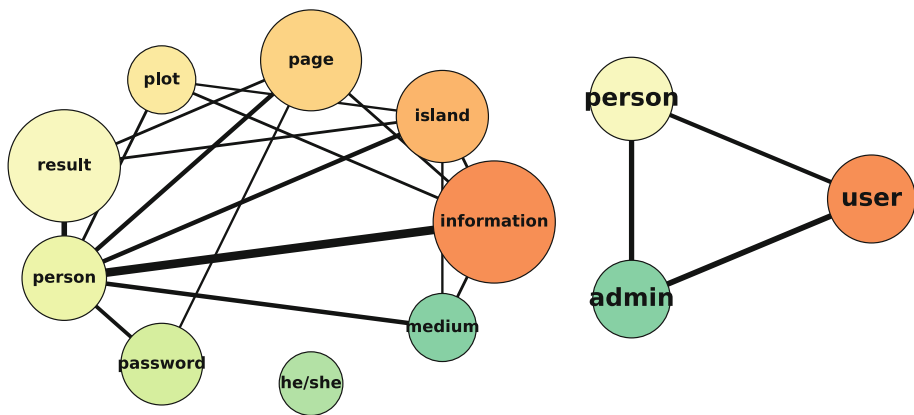 page
plot
island
result
information
person
medium
password
he/she
person
user
admin